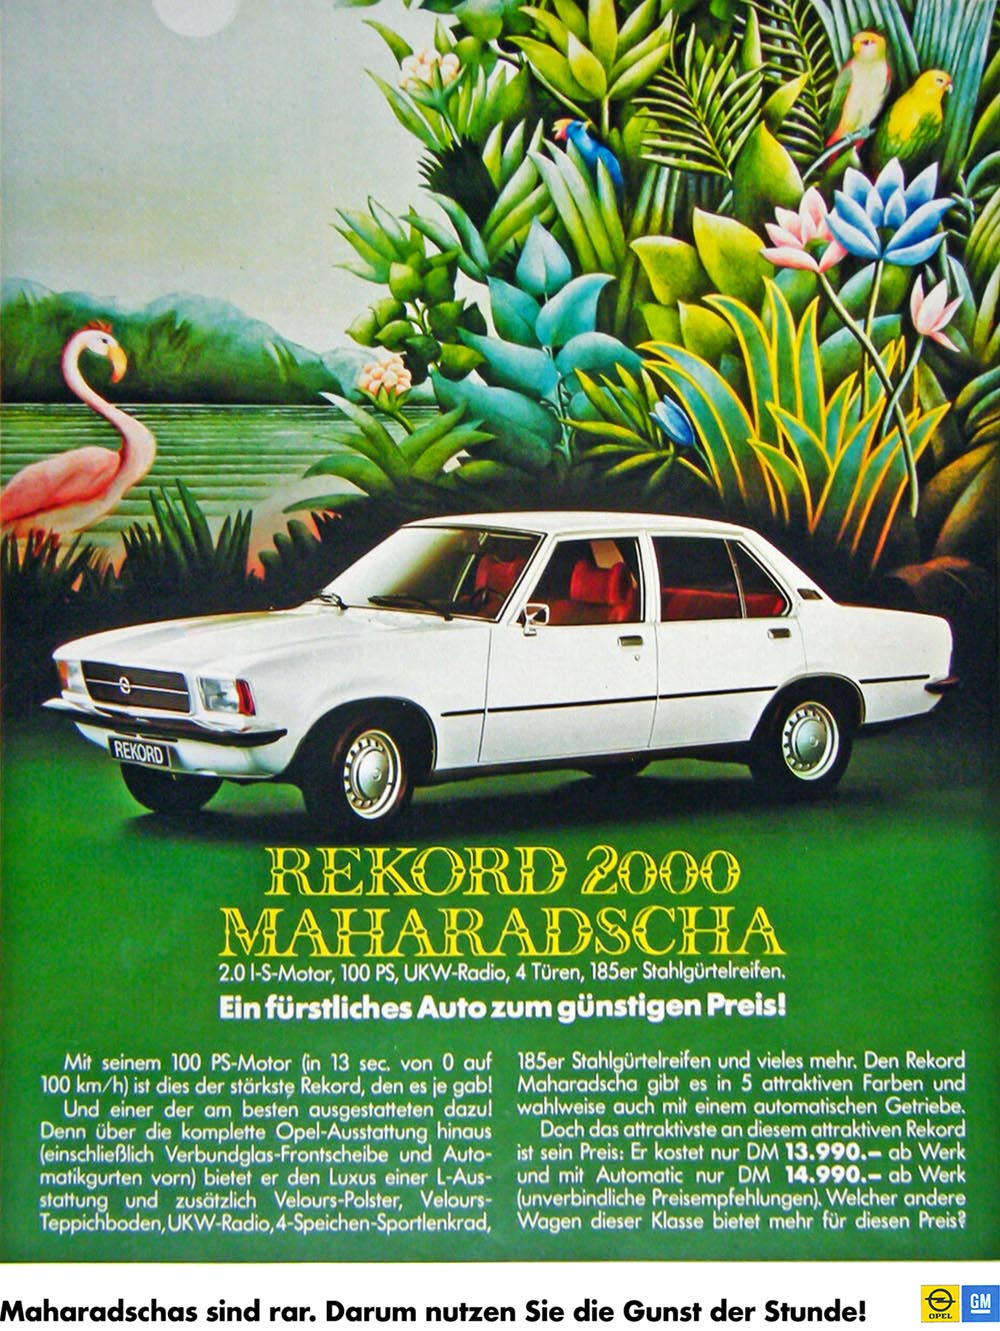 REKORD
REKORD 2000
MAHARADSCHA
2.0 l-S-Motor, 100 PS, UKW-Radio, 4 Türen, 185er Stahlgürtelreifen.
Ein fürstliches Auto zum günstigen Preis!
Mit seinem 100 PS-Motor (in 13 sec. von 0 auf
100 km/h) ist dies der stärkste Rekord, den es je gab!
Und einer der am besten ausgestatteten dazu!
Denn über die komplette Opel-Ausstattung hinaus
(einschließlich Verbundglas-Frontscheibe und Auto-
matikgurten vorn) bietet er den Luxus einer L-Aus-
stattung und zusätzlich Velours-Polster, Velours-
Teppichboden, UKW-Radio, 4-Speichen-Sportlenkrad,
185er Stahlgürtelreifen und vieles mehr. Den Rekord
Maharadscha gibt es in 5 attraktiven Farben und
wahlweise auch mit einem automatischen Getriebe.
Doch das attraktivste an diesem attraktiven Rekord
ist sein Preis: Er kostet nur DM 13.990.– ab Werk
und mit Automatic nur DM 14.990.– ab Werk
(unverbindliche Preisempfehlungen). Welcher andere
Wagen dieser Klasse bietet mehr für diesen Preis?
Maharadschas sind rar. Darum nutzen Sie die Gunst der Stunde!
OPEL
GM